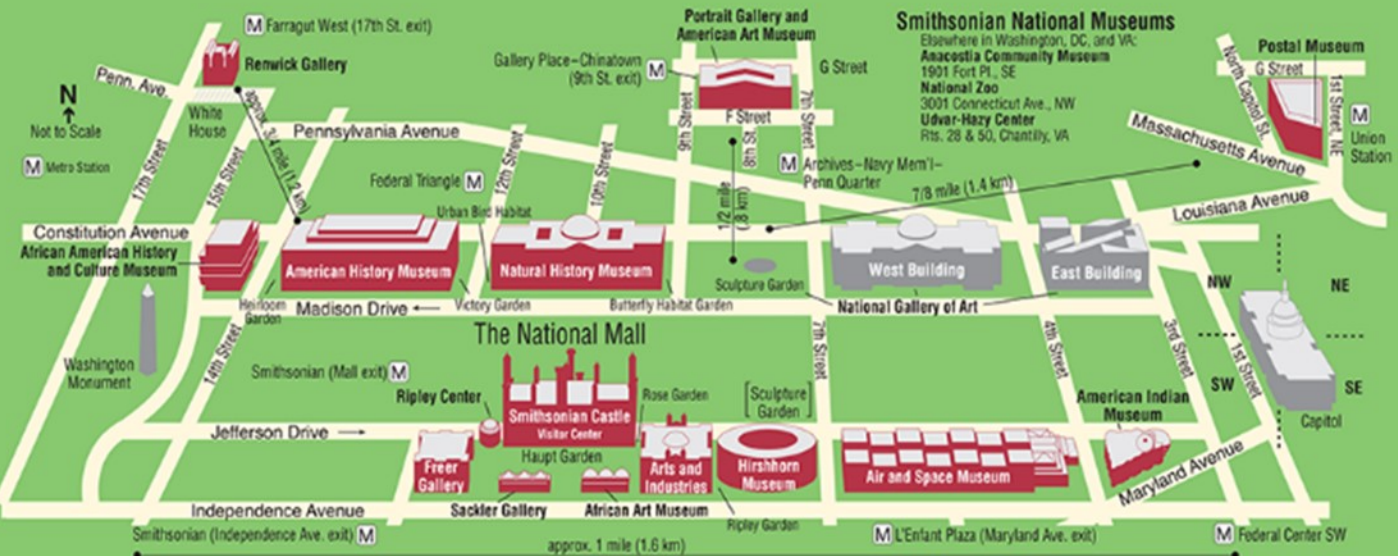 M Farragut West (17th St. exit)
Renwick Gallery
Penn. Ave.
White
House
N
Not to Scale
M Metro Station
17th Street
15th Street
approx. 3/4 mile (1.2 km)
Pennsylvania Avenue
Portrait Gallery and
American Art Museum
Gallery Place–Chinatown
(9th St. exit) M
G Street
F Street
9th Street
8th St.
7th Street
Smithsonian National Museums
Elsewhere in Washington, DC, and VA:
Anacostia Community Museum
1901 Fort Pl., SE
National Zoo
3001 Connecticut Ave., NW
Udvar-Hazy Center
Rts. 28 & 50, Chantilly, VA
Postal Museum
G Street
North Capitol St.
1st Street, NE
M
Union
Station
Massachusetts Avenue
Louisiana Avenue
12th Street
10th Street
Federal Triangle M
Urban Bird Habitat
M Archives–Navy Mem'l–
Penn Quarter
1/2 mile
(.8 km)
7/8 mile (1.4 km)
Constitution Avenue
African American History
and Culture Museum
American History Museum
Natural History Museum
Sculpture Garden
West Building
East Building
National Gallery of Art
Heirloom
Garden
Madison Drive
Victory Garden
Butterfly Habitat Garden
NW
NE
SW
SE
Capitol
The National Mall
Washington
Monument
14th Street
7th Street
4th Street
3rd Street
1st Street
Smithsonian (Mall exit) M
Ripley Center
Smithsonian Castle
Visitor Center
Rose Garden
Sculpture
Garden
American Indian
Museum
Jefferson Drive
Freer
Gallery
Haupt Garden
Arts and
Industries
Hirshhorn
Museum
Air and Space Museum
Maryland Avenue
Sackler Gallery
African Art Museum
Ripley Garden
Independence Avenue
Smithsonian (Independence Ave. exit) M
M L'Enfant Plaza (Maryland Ave. exit)
M Federal Center SW
approx. 1 mile (1.6 km)